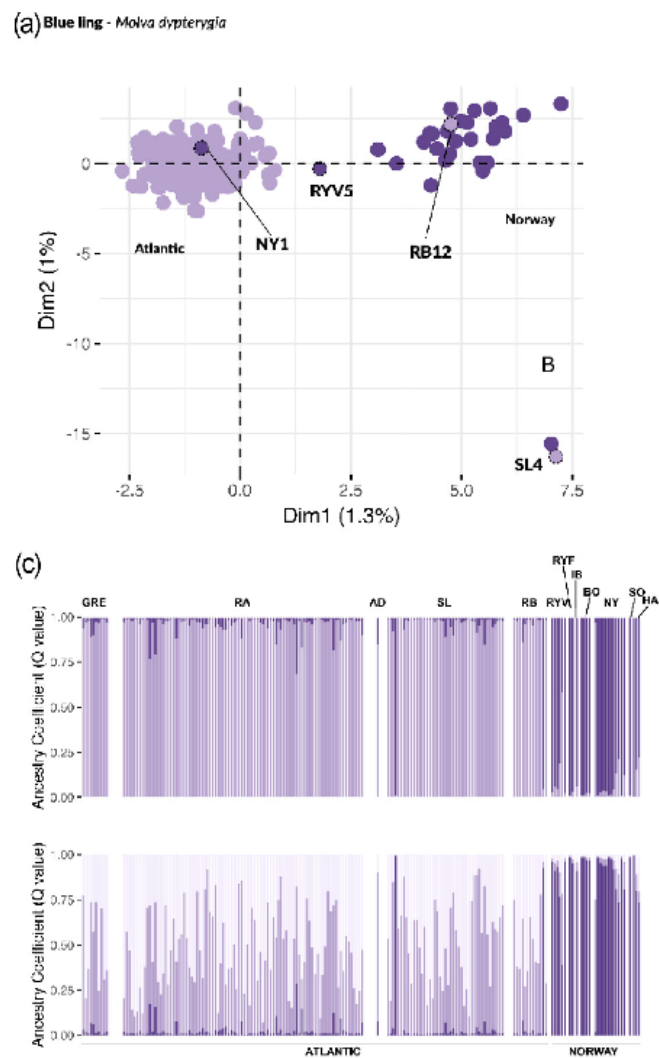 (a) Blue ling - Molva dypterygia
0
-5
-10
-15
Dim2 (1%)
Atlantic
NY1
RYV5
RB12
Norway
B
SL4
-2.5 0.0 2.5 5.0 7.5
Dim1 (1.3%)
(c)
GRE RA AD SL RB RYV RYF IB BO NY SO HA
1.00
0.75
0.50
0.25
0.00
Ancestry Coefficient (Q value)
1.00
0.75
0.50
0.25
0.00
Ancestry Coefficient (Q value)
ATLANTIC NORWAY